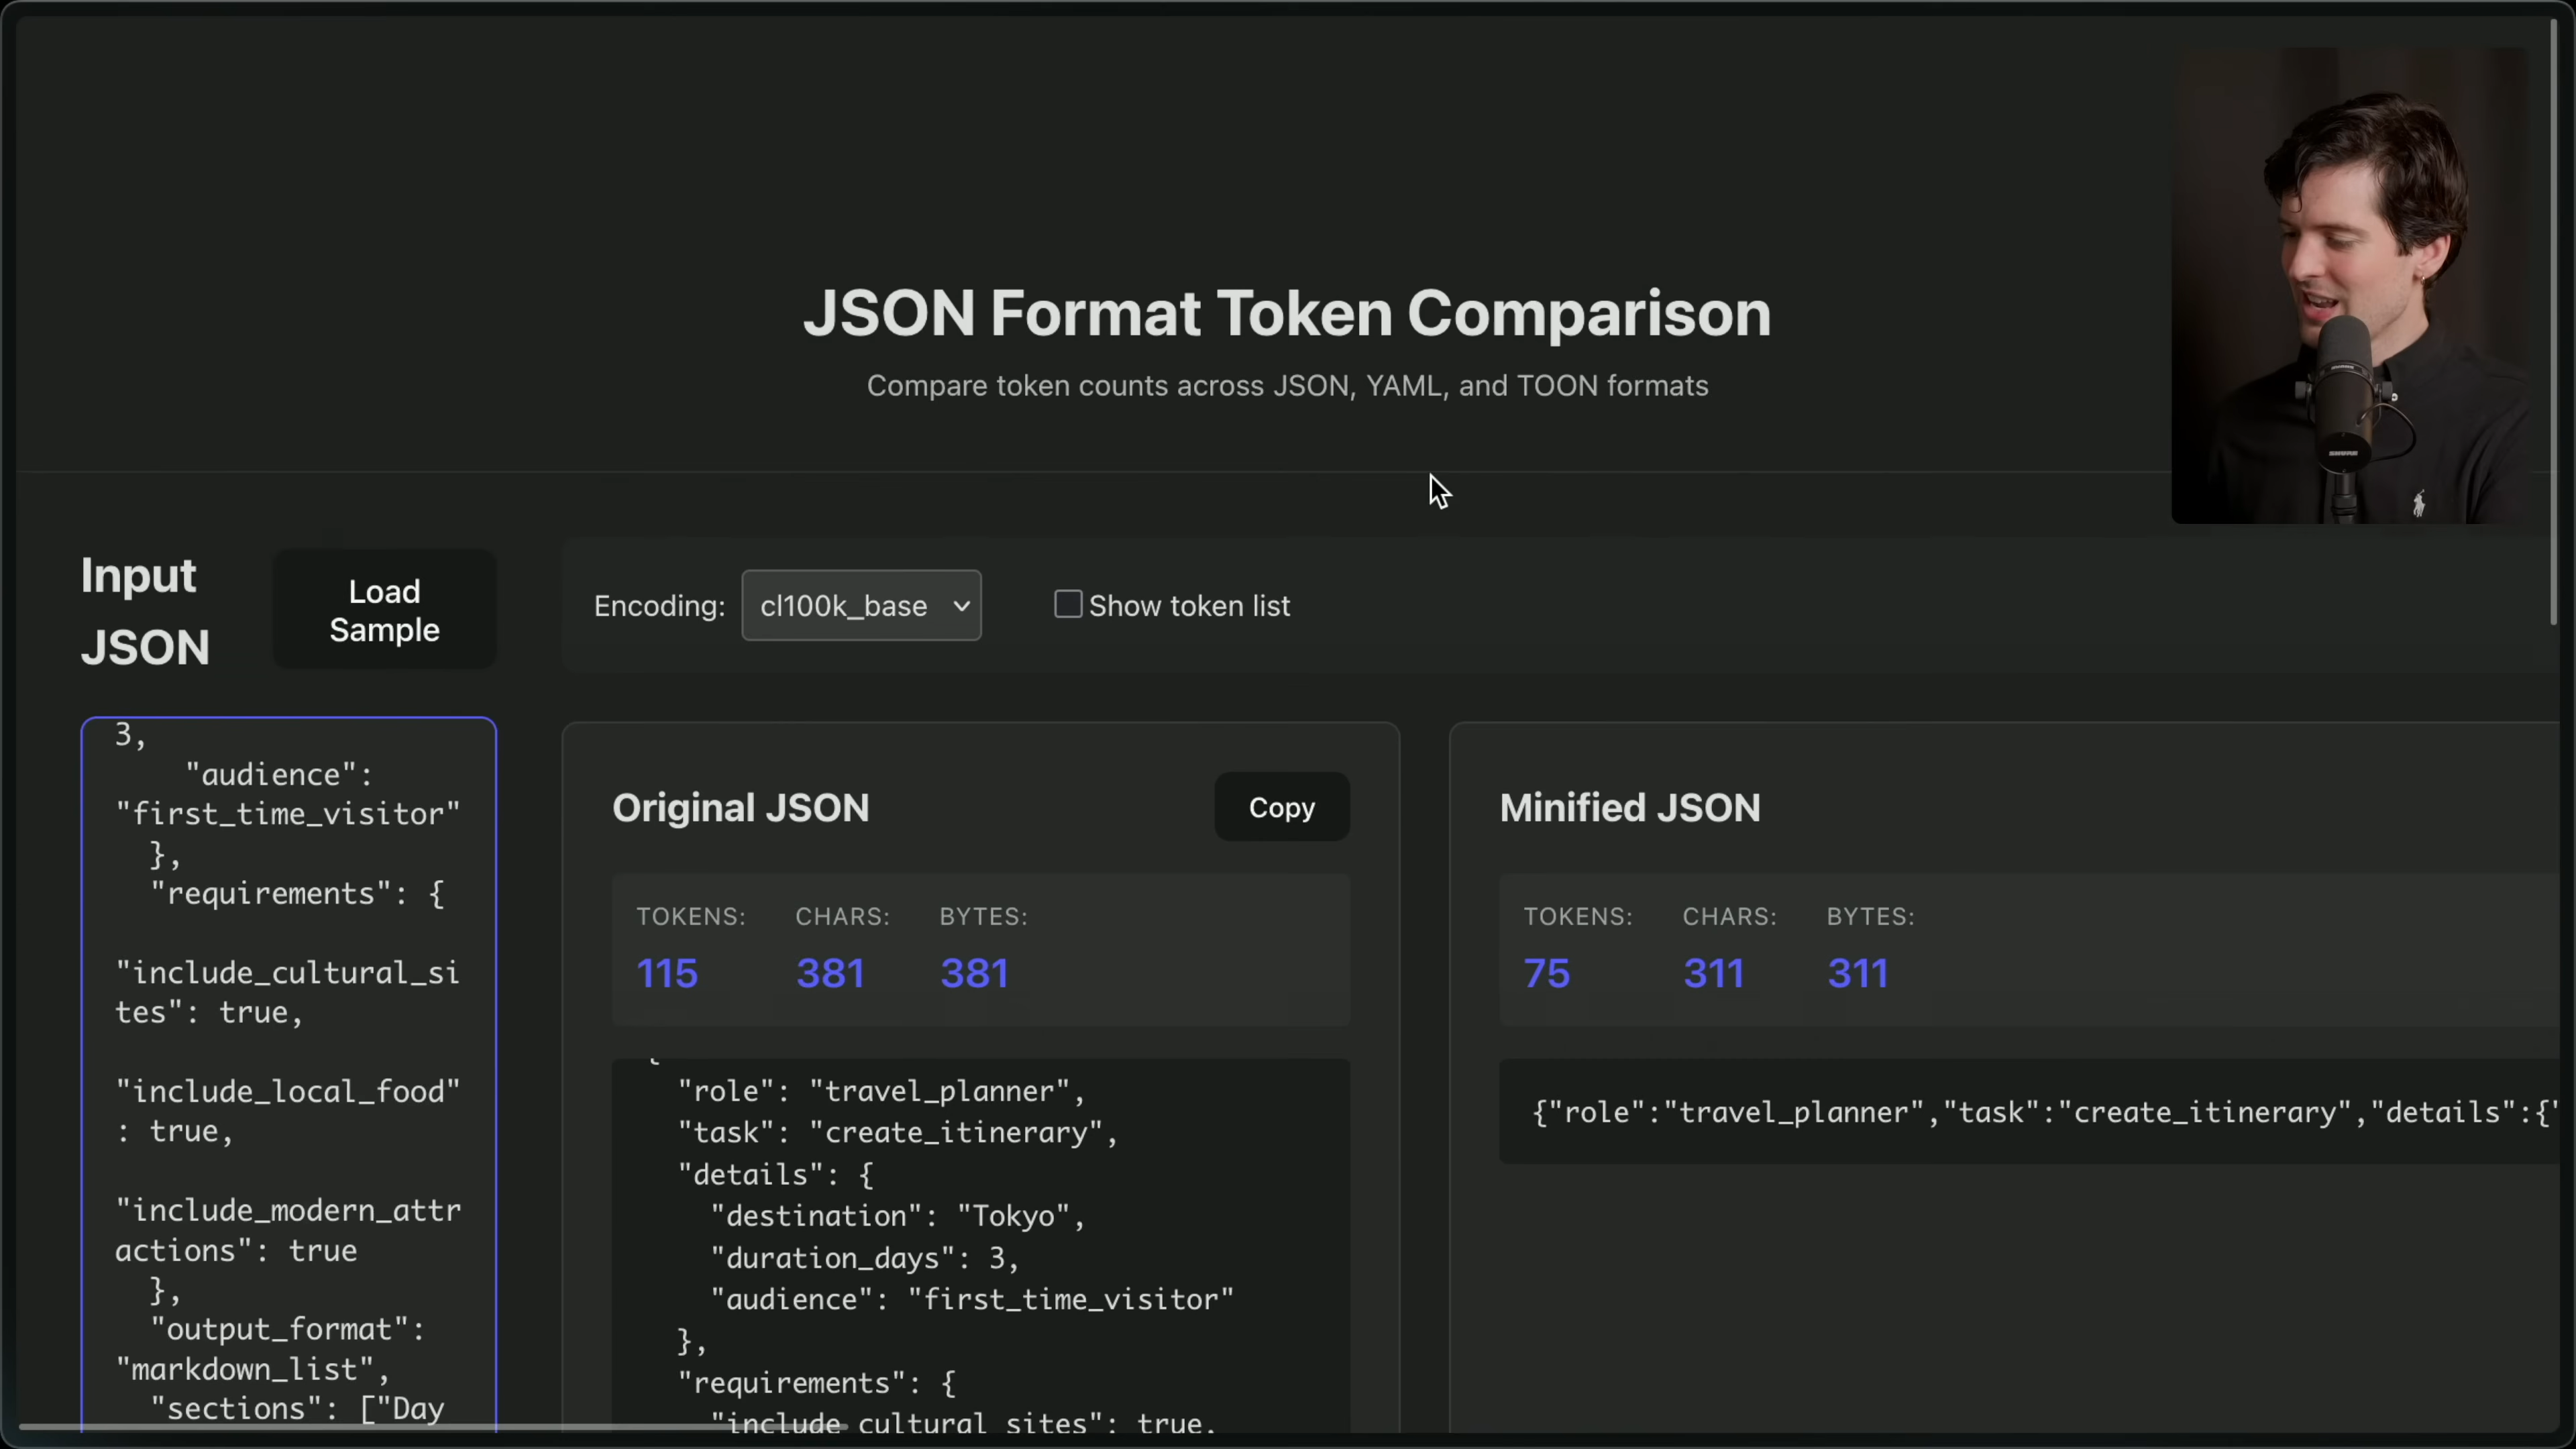 JSON Format Token Comparison
Compare token counts across JSON, YAML, and TOON formats
Input
JSON
Load
Sample
Encoding:
cl100k_base
Show token list
3,
"audience":
"first_time_visitor"
},
"requirements": {
"include_cultural_si
tes": true,
"include_local_food"
: true,
"include_modern_attr
actions": true
},
"output_format":
"markdown_list",
"sections": ["Day
Original JSON
Copy
TOKENS: CHARS: BYTES:
115 381 381
"role": "travel_planner",
"task": "create_itinerary",
"details": {
"destination": "Tokyo",
"duration_days": 3,
"audience": "first_time_visitor"
},
"requirements": {
"include_cultural_sites": true,
Minified JSON
TOKENS: CHARS: BYTES:
75 311 311
{"role":"travel_planner","task":"create_itinerary","details":{"
SHURE